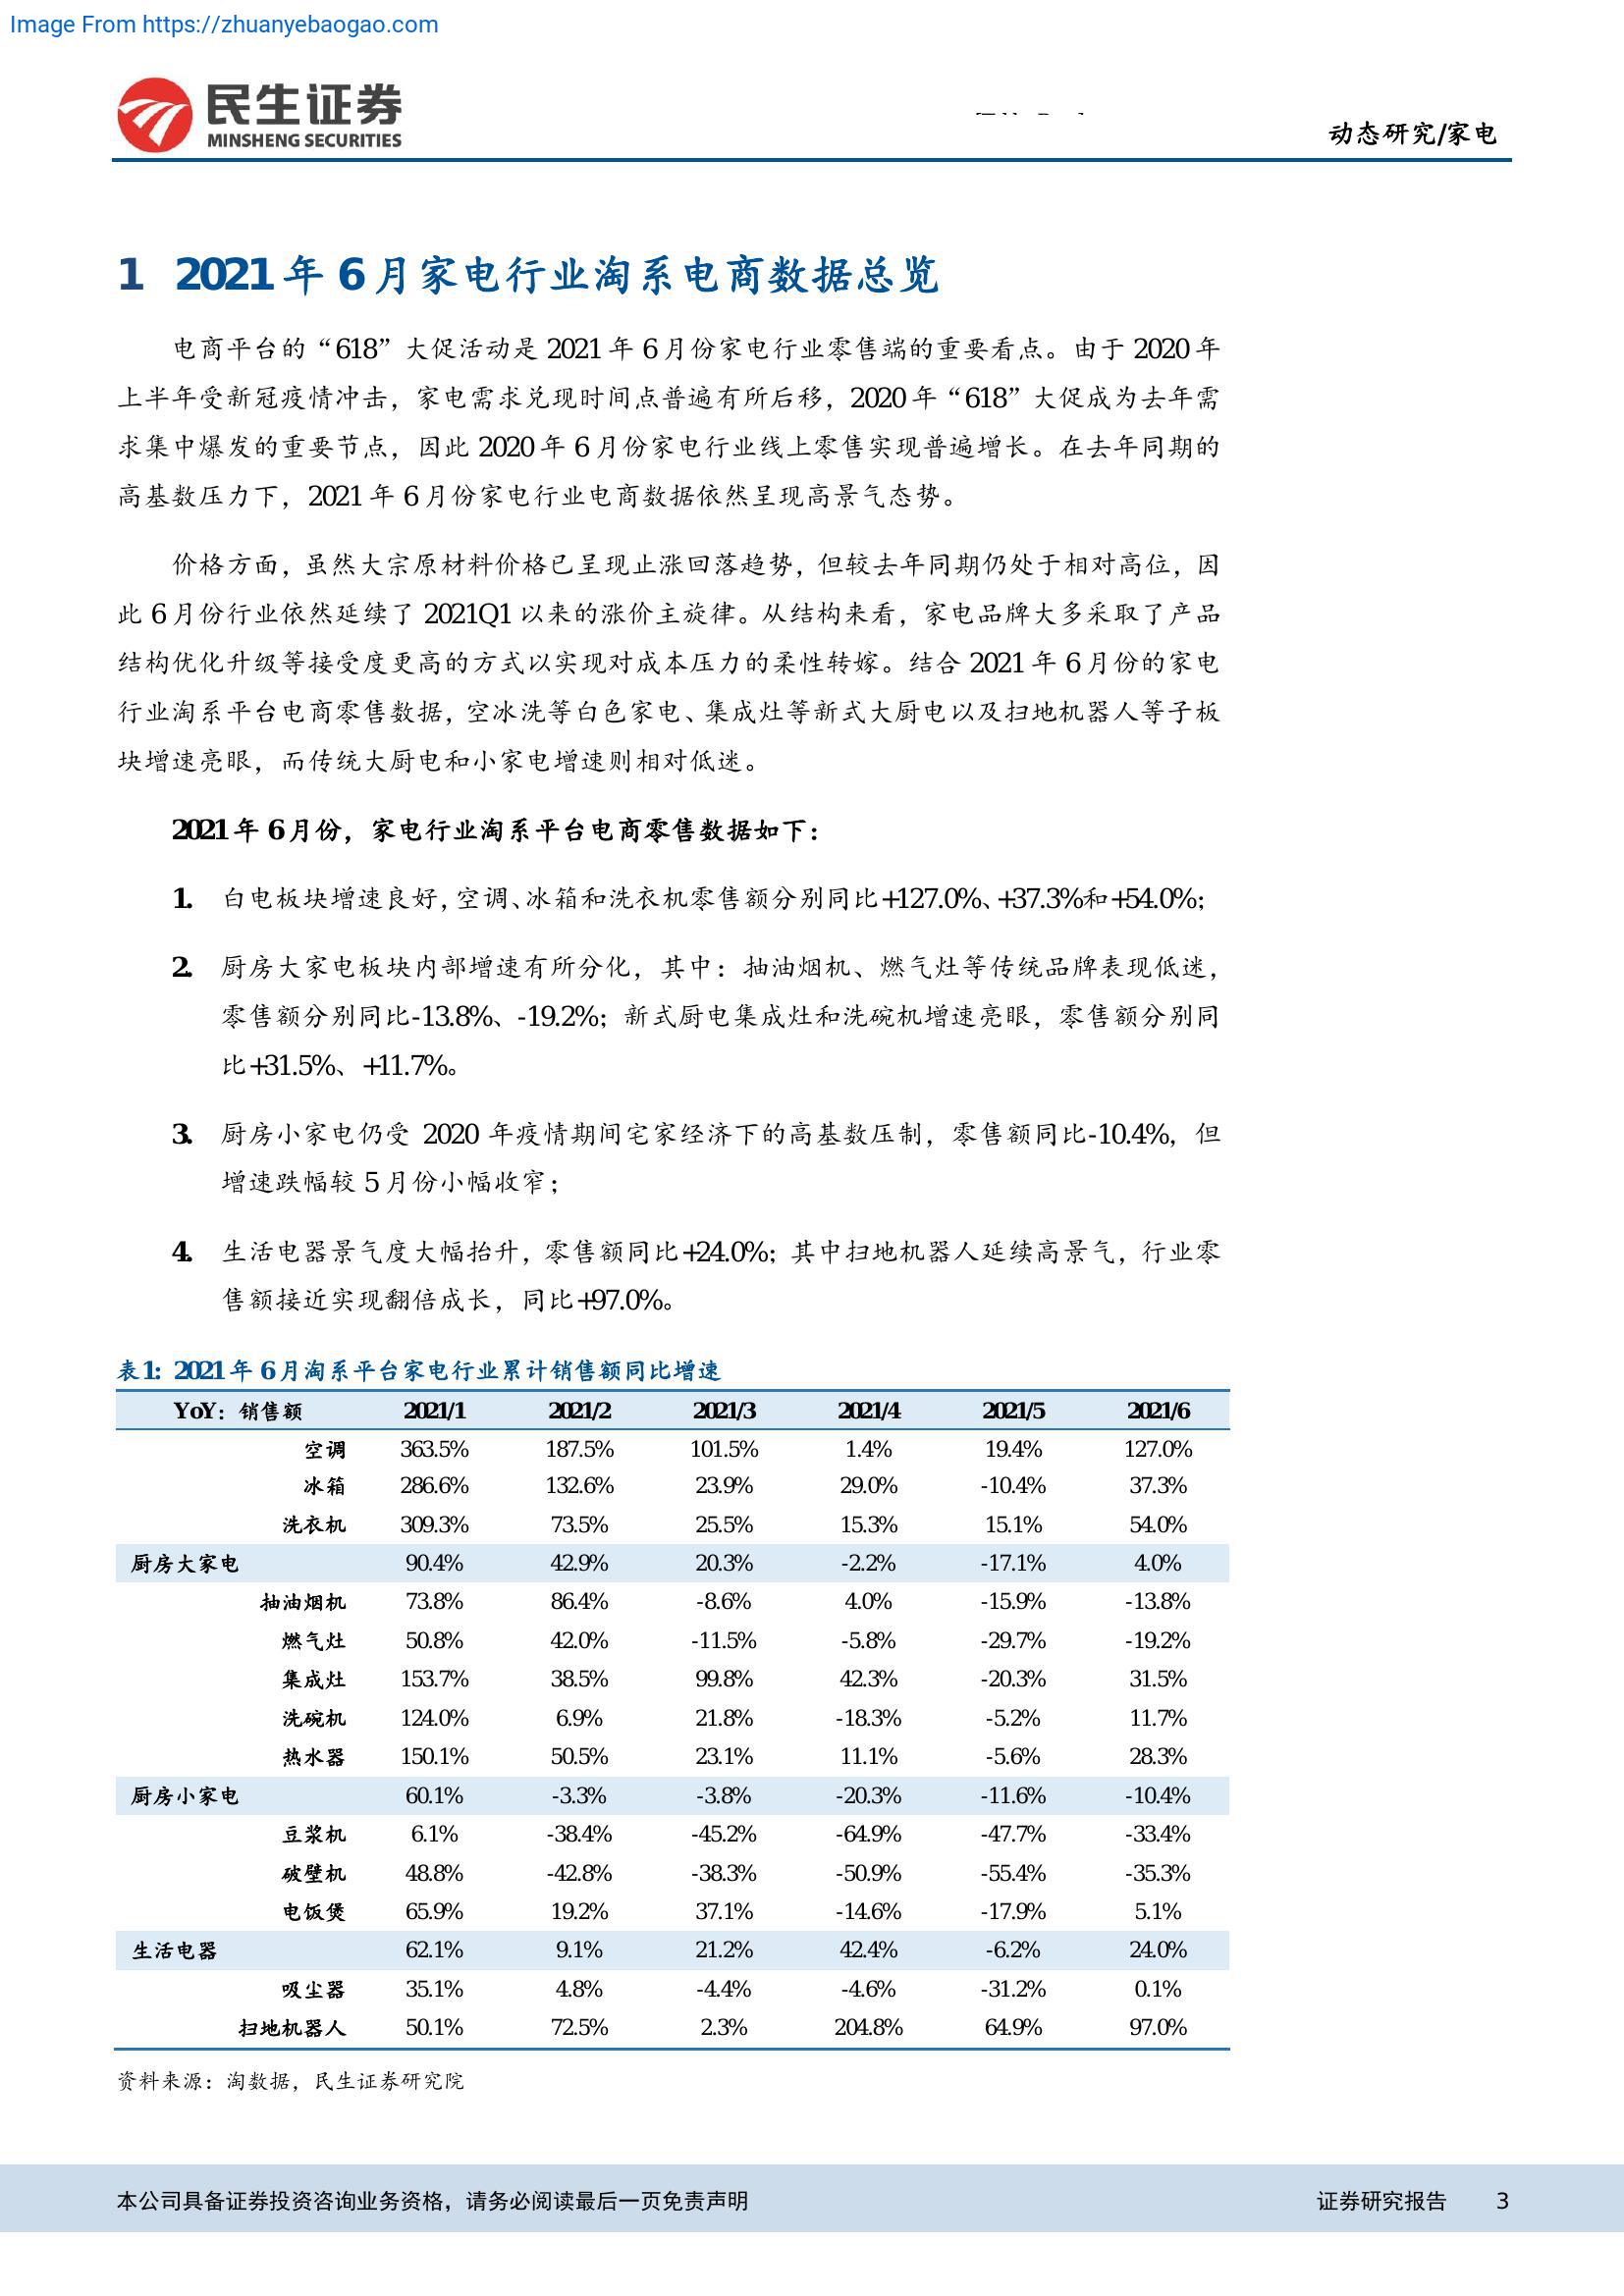 Image From https://zhuanyebaogao.com
民生证券
MINSHENG SECURITIES
动态研究/家电
1 2021 年 6 月家电行业淘系电商数据总览
电商平台的“618”大促活动是 2021 年 6 月份家电行业零售端的重要看点。由于 2020 年
上半年受新冠疫情冲击，家电需求兑现时间点普遍有所后移，2020 年“618”大促成为去年需
求集中爆发的重要节点，因此 2020 年 6 月份家电行业线上零售实现普遍增长。在去年同期的
高基数压力下，2021 年 6 月份家电行业电商数据依然呈现高景气态势。
价格方面，虽然大宗原材料价格已呈现止涨回落趋势，但较去年同期仍处于相对高位，因
此 6 月份行业依然延续了 2021Q1 以来的涨价主旋律。从结构来看，家电品牌大多采取了产品
结构优化升级等接受度更高的方式以实现对成本压力的柔性转嫁。结合 2021 年 6 月份的家电
行业淘系平台电商零售数据，空冰洗等白色家电、集成灶等新式大厨电以及扫地机器人等子板
块增速亮眼，而传统大厨电和小家电增速则相对低迷。
2021 年 6 月份，家电行业淘系平台电商零售数据如下：
1. 白电板块增速良好，空调、冰箱和洗衣机零售额分别同比+127.0%、+37.3%和+54.0%；
2. 厨房大家电板块内部增速有所分化，其中：抽油烟机、燃气灶等传统品牌表现低迷，
零售额分别同比-13.8%、-19.2%；新式厨电集成灶和洗碗机增速亮眼，零售额分别同
比+31.5%、+11.7%。
3. 厨房小家电仍受 2020 年疫情期间宅家经济下的高基数压制，零售额同比-10.4%，但
增速跌幅较 5 月份小幅收窄；
4. 生活电器景气度大幅抬升，零售额同比+24.0%；其中扫地机器人延续高景气，行业零
售额接近实现翻倍成长，同比+97.0%。
表1：2021 年 6 月淘系平台家电行业累计销售额同比增速
YoY：销售额 2021/1 2021/2 2021/3 2021/4 2021/5 2021/6
空调 363.5% 187.5% 101.5% 1.4% 19.4% 127.0%
冰箱 286.6% 132.6% 23.9% 29.0% -10.4% 37.3%
洗衣机 309.3% 73.5% 25.5% 15.3% 15.1% 54.0%
厨房大家电 90.4% 42.9% 20.3% -2.2% -17.1% 4.0%
抽油烟机 73.8% 86.4% -8.6% 4.0% -15.9% -13.8%
燃气灶 50.8% 42.0% -11.5% -5.8% -29.7% -19.2%
集成灶 153.7% 38.5% 99.8% 42.3% -20.3% 31.5%
洗碗机 124.0% 6.9% 21.8% -18.3% -5.2% 11.7%
热水器 150.1% 50.5% 23.1% 11.1% -5.6% 28.3%
厨房小家电 60.1% -3.3% -3.8% -20.3% -11.6% -10.4%
豆浆机 6.1% -38.4% -45.2% -64.9% -47.7% -33.4%
破壁机 48.8% -42.8% -38.3% -50.9% -55.4% -35.3%
电饭煲 65.9% 19.2% 37.1% -14.6% -17.9% 5.1%
生活电器 62.1% 9.1% 21.2% 42.4% -6.2% 24.0%
吸尘器 35.1% 4.8% -4.4% -4.6% -31.2% 0.1%
扫地机器人 50.1% 72.5% 2.3% 204.8% 64.9% 97.0%
资料来源：淘数据，民生证券研究院
本公司具备证券投资咨询业务资格，请务必阅读最后一页免责声明 证券研究报告 3